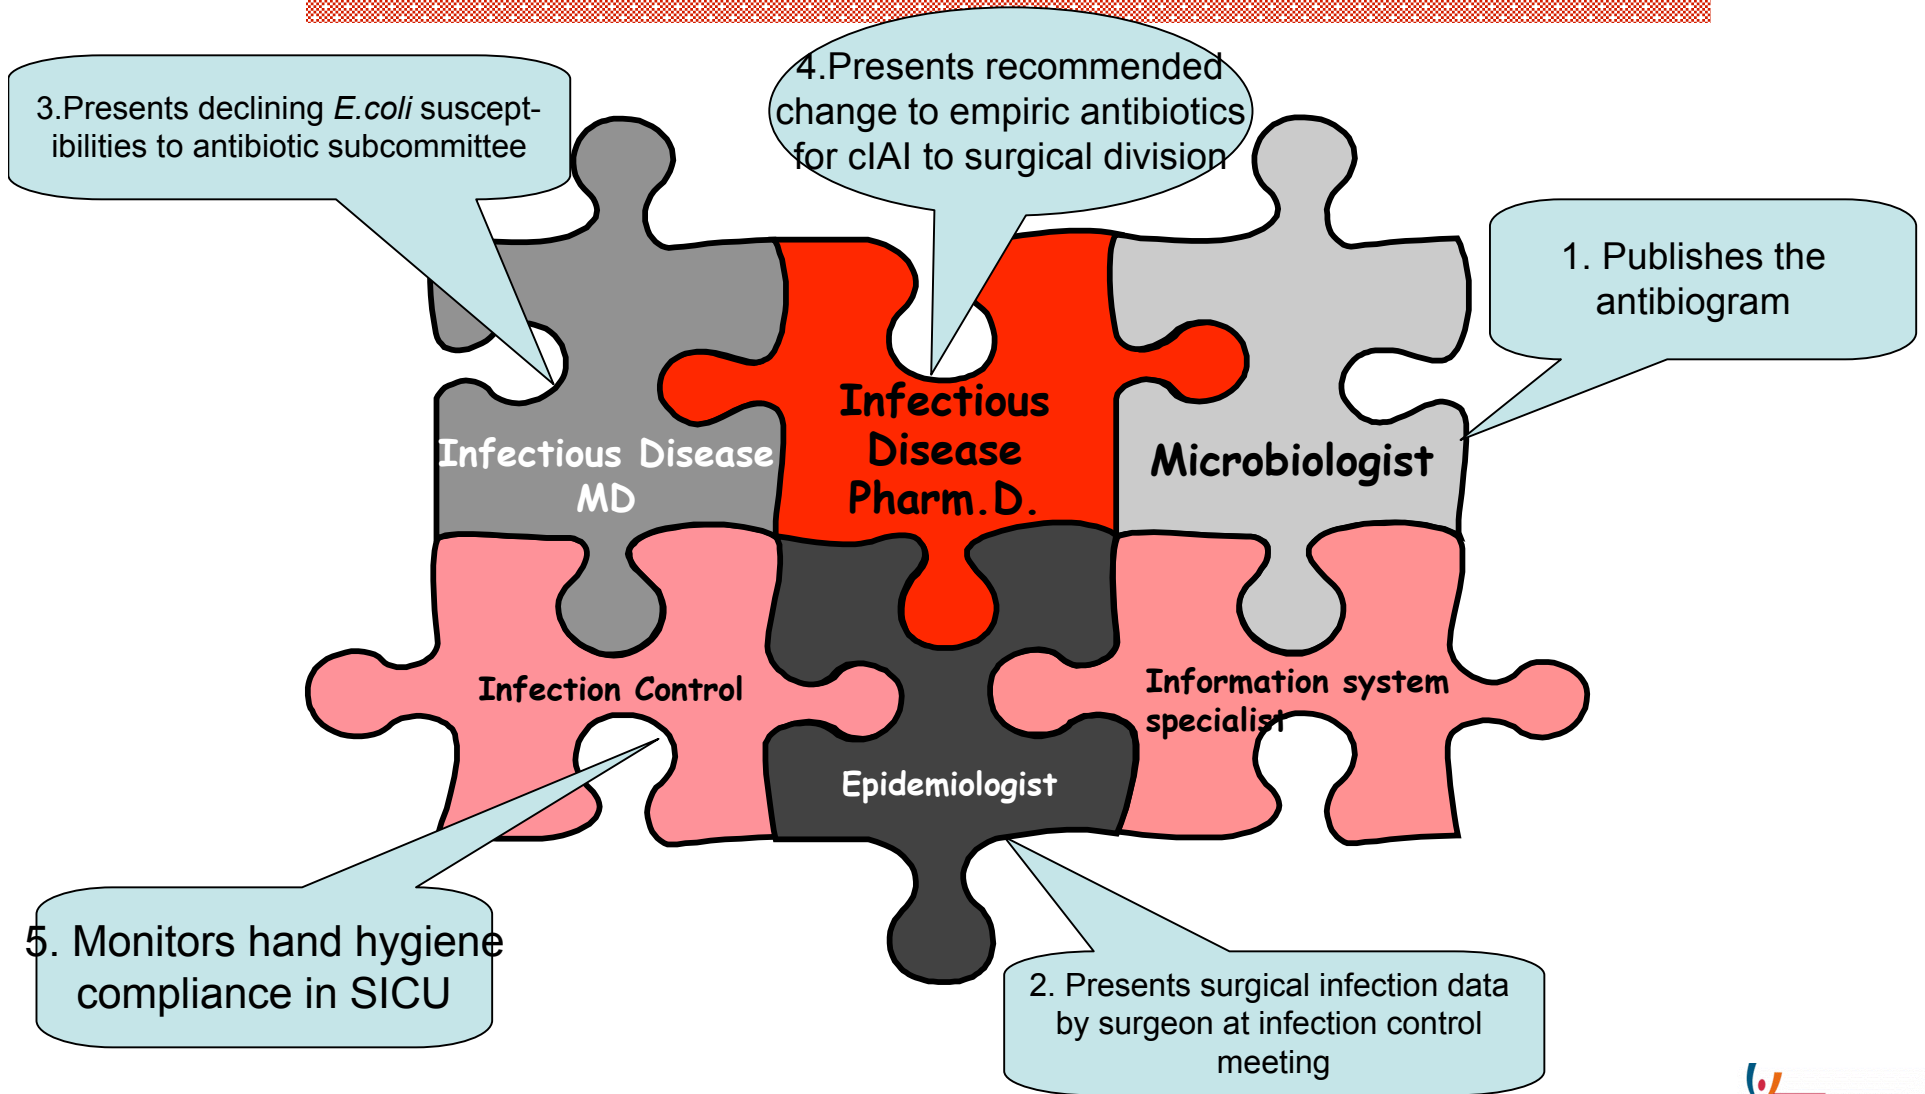 4.Presents recommended
change to empiric antibiotics
for cIAI to surgical division
3.Presents declining E.coli suscept-
ibilities to antibiotic subcommittee
1. Publishes the
antibiogram
Infectious Disease
MD
Infectious
Disease
Pharm.D.
Microbiologist
Infection Control
Epidemiologist
Information system
specialist
5. Monitors hand hygiene
compliance in SICU
2. Presents surgical infection data
by surgeon at infection control
meeting